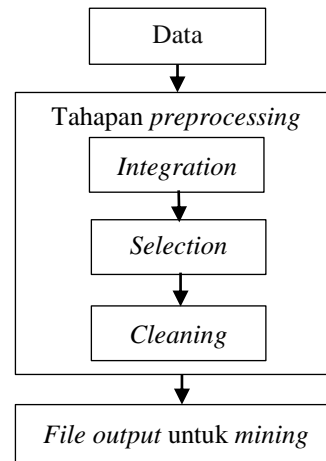 Data
Tahapan preprocessing
Integration
Selection
Cleaning
File output untuk mining